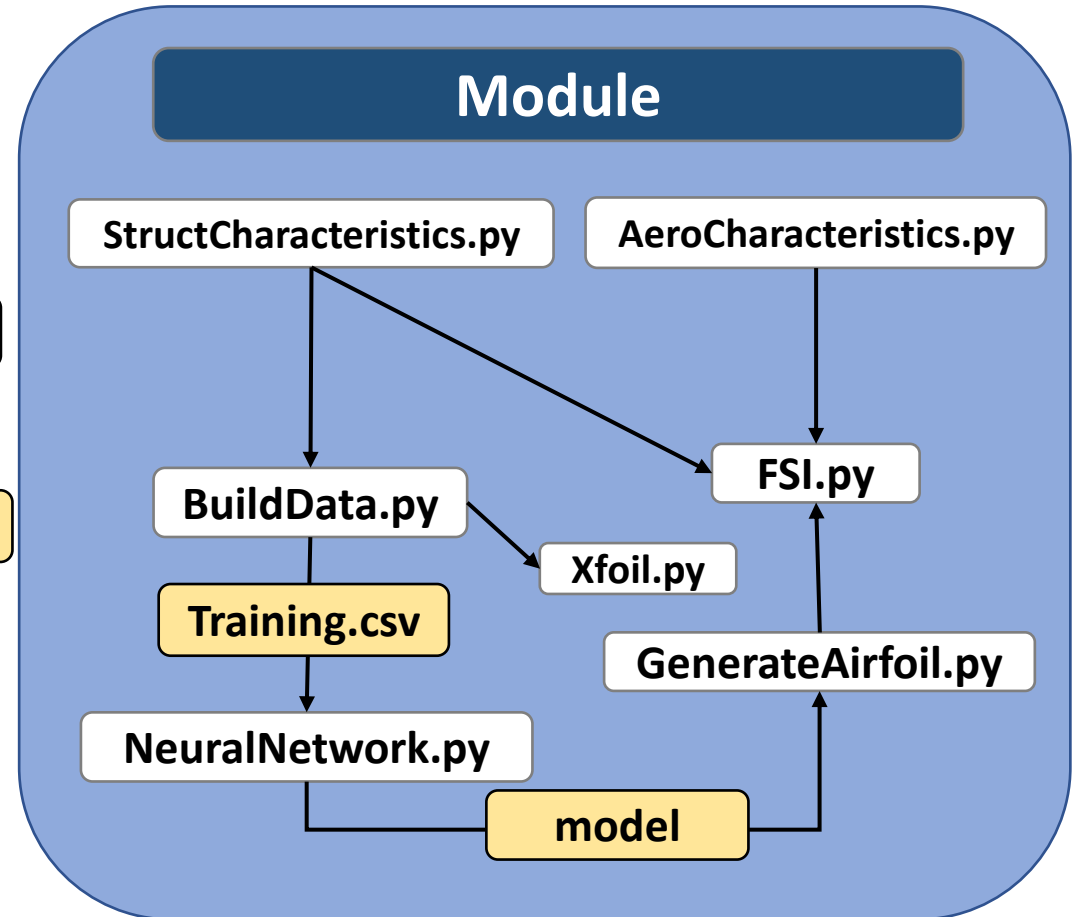 Module
StructCharacteristics.py
AeroCharacteristics.py
FSI.py
BuildData.py
Xfoil.py
Training.csv
GenerateAirfoil.py
NeuralNetwork.py
model